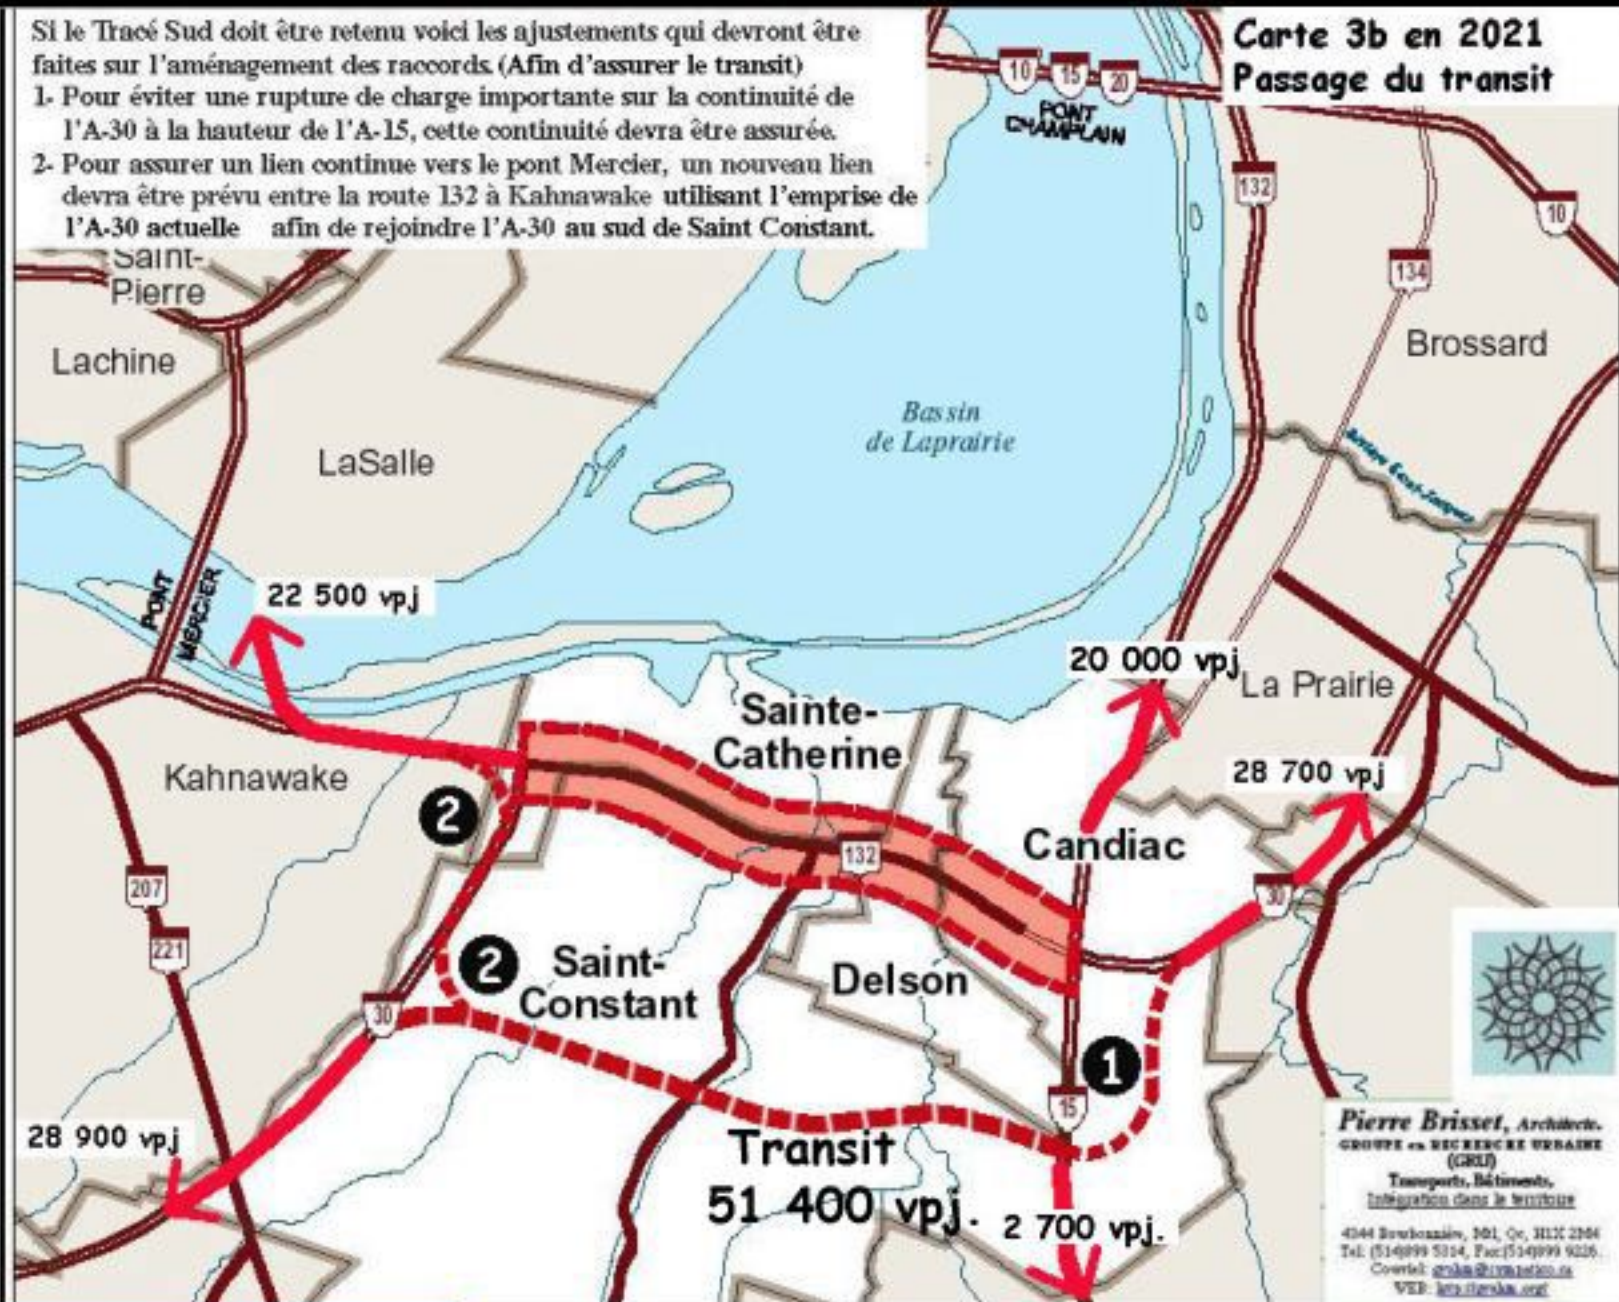 Si le Tracé Sud doit être retenu voici les ajustements qui devront être
faites sur l'aménagement des raccords. (Afin d'assurer le transit)
1- Pour éviter une rupture de charge importante sur la continuité de
l'A-30 à la hauteur de l'A-15, cette continuité devra être assurée.
2- Pour assurer un lien continue vers le pont Mercier, un nouveau lien
devra être prévu entre la route 132 à Kahnawake utilisant l'emprise de
l'A-30 actuelle afin de rejoindre l'A-30 au sud de Saint Constant.
Carte 3b en 2021
Passage du transit
10
15
20
PONT
CHAMPLAIN
132
10
134
Saint-
Pierre
Lachine
Brossard
LaSalle
Bassin
de Laprairie
PONT
MERCIER
22 500 vpj
20 000 vpj
La Prairie
Sainte-
Catherine
Kahnawake
28 700 vpj
2
132
Candiac
207
30
221
2
Saint-
Constant
Delson
30
1
15
28 900 vpj
Transit
51 400 vpj.
2 700 vpj.
Pierre Brisset, Architecte.
GROUPE en RECHERCHE URBAINE
(GRU)
Transports, Bâtiments,
Intégration dans le territoire